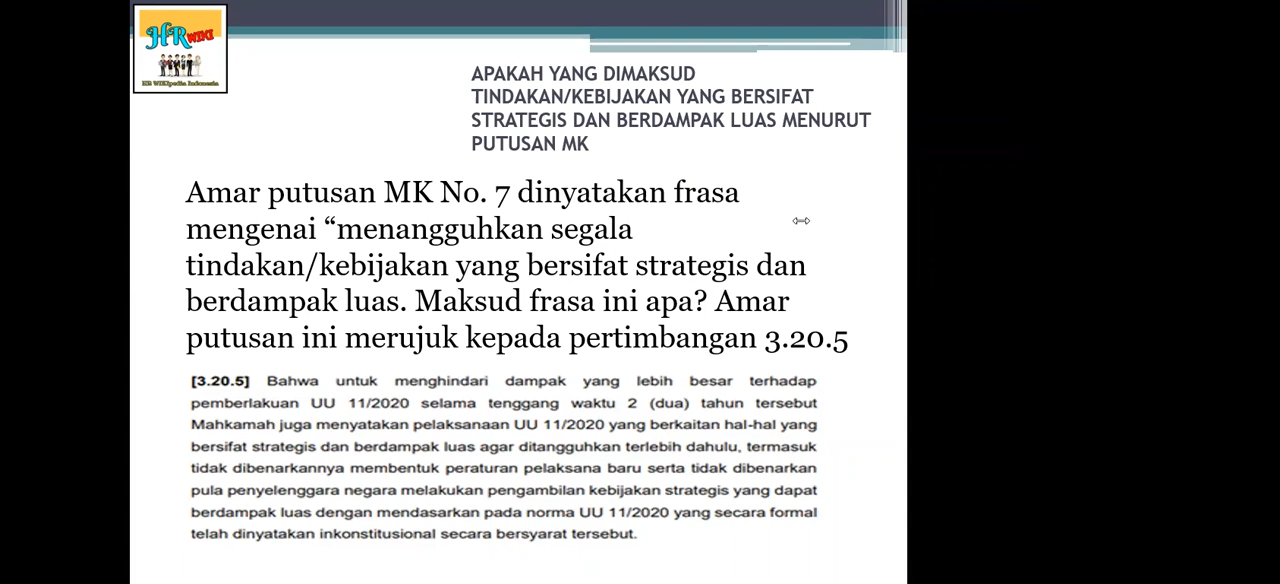 HR WIKI
HR WIKIpedia Indonesia
APAKAH YANG DIMAKSUD
TINDAKAN/KEBIJAKAN YANG BERSIFAT
STRATEGIS DAN BERDAMPAK LUAS MENURUT
PUTUSAN MK
Amar putusan MK No. 7 dinyatakan frasa
mengenai “menangguhkan segala
tindakan/kebijakan yang bersifat strategis dan
berdampak luas. Maksud frasa ini apa? Amar
putusan ini merujuk kepada pertimbangan 3.20.5
[3.20.5] Bahwa untuk menghindari dampak yang lebih besar terhadap
pemberlakuan UU 11/2020 selama tenggang waktu 2 (dua) tahun tersebut
Mahkamah juga menyatakan pelaksanaan UU 11/2020 yang berkaitan hal-hal yang
bersifat strategis dan berdampak luas agar ditangguhkan terlebih dahulu, termasuk
tidak dibenarkannya membentuk peraturan pelaksana baru serta tidak dibenarkan
pula penyelenggara negara melakukan pengambilan kebijakan strategis yang dapat
berdampak luas dengan mendasarkan pada norma UU 11/2020 yang secara formal
telah dinyatakan inkonstitusional secara bersyarat tersebut.